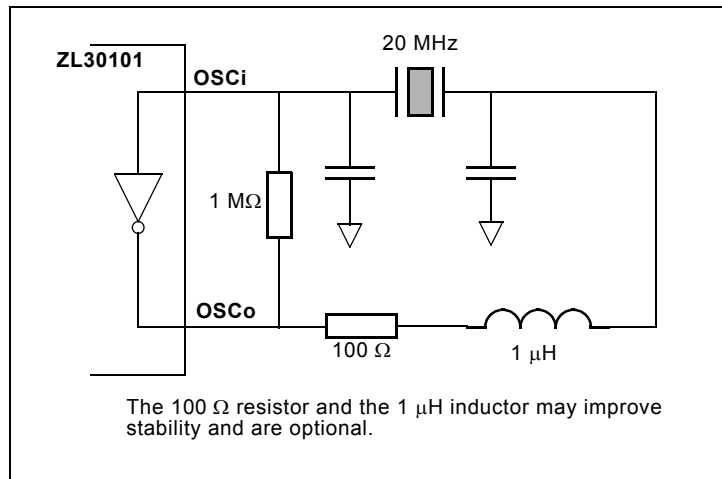 20 MHz
ZL30101
OSCi
1 MΩ
OSCo
100 Ω
1 μH
The 100 Ω resistor and the 1 μH inductor may improve
stability and are optional.